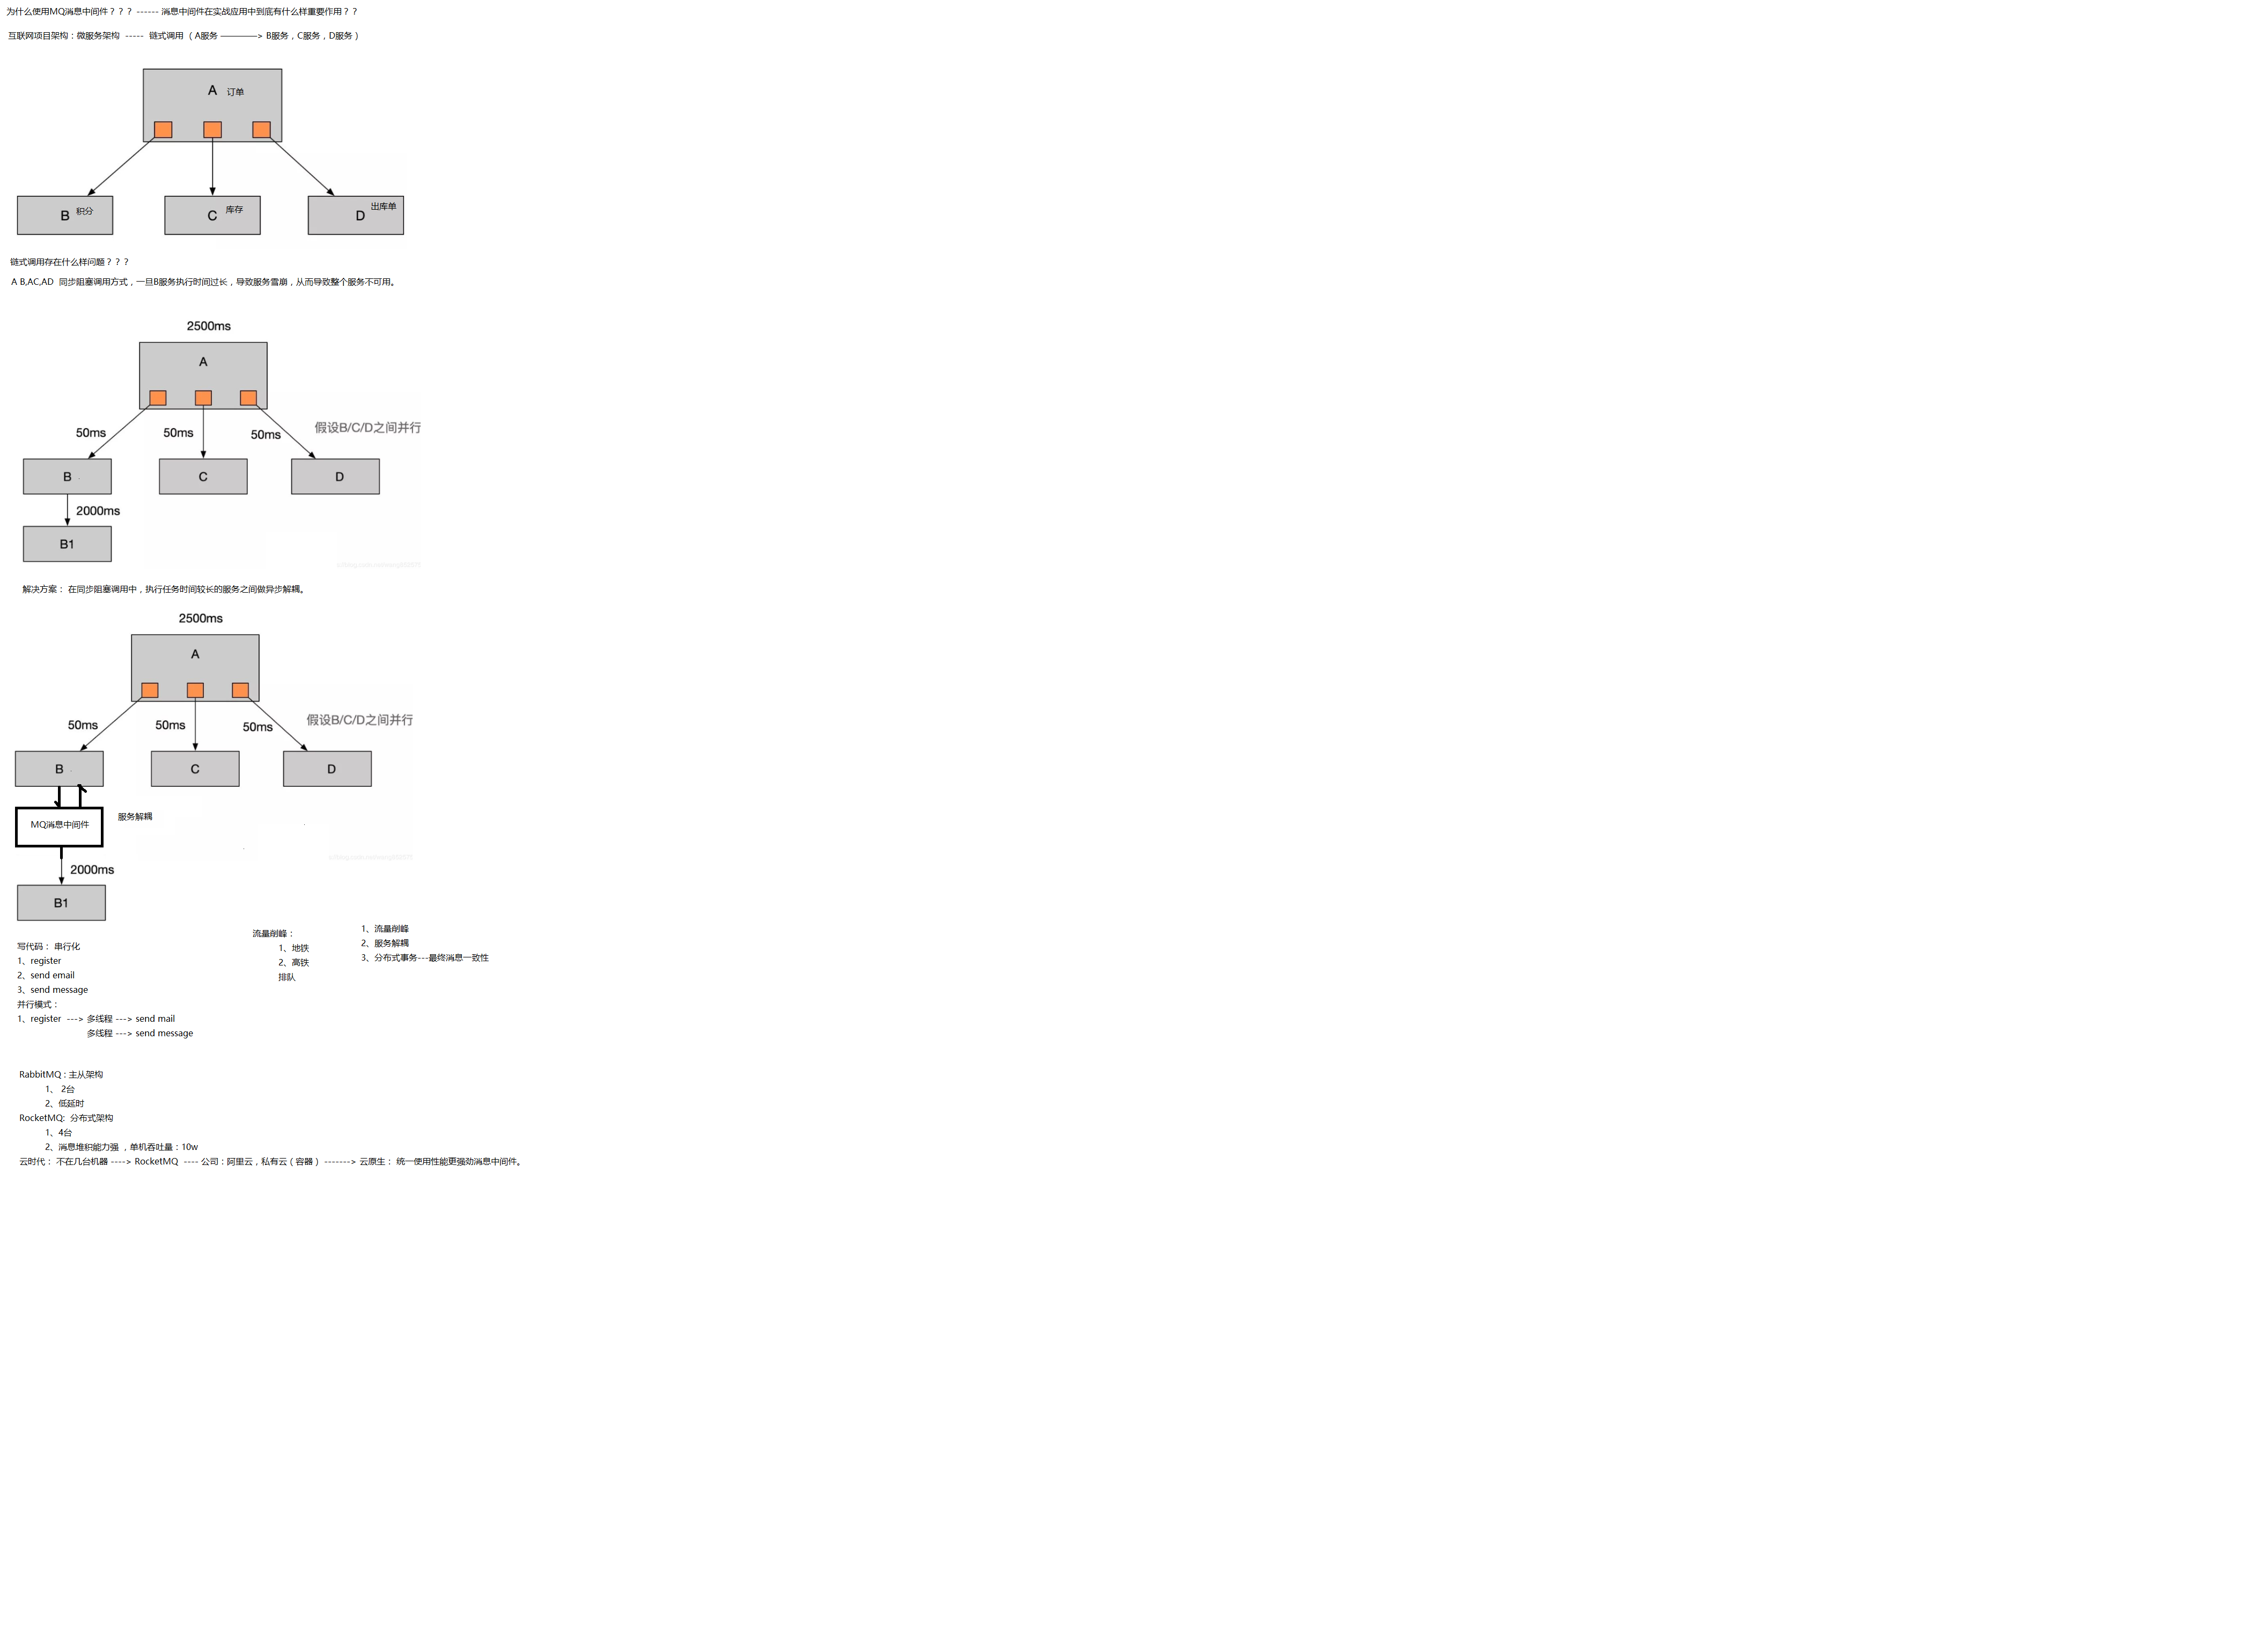 为什么使用MQ消息中间件？？？ ------ 消息中间件在实战应用中到底有什么样重要作用？？
互联网项目架构：微服务架构 ----- 链式调用（A服务 ————> B服务，C服务，D服务）
A 订单
B 积分
C 库存
D 出库单
链式调用存在什么样问题？？？
A B,AC,AD 同步阻塞调用方式，一旦B服务执行时间过长，导致服务雪崩，从而导致整个服务不可用。
2500ms
A
假设B/C/D之间并行
50ms
50ms
50ms
B
C
D
2000ms
B1
解决方案： 在同步阻塞调用中，执行任务时间较长的服务之间做异步解耦。
2500ms
A
假设B/C/D之间并行
50ms
50ms
50ms
B
C
D
MQ消息中间件
服务解耦
2000ms
B1
写代码： 串行化
1、register
2、send email
3、send message
并行模式：
1、register ---> 多线程 ---> send mail
多线程 ---> send message
流量削峰：
1、地铁
2、高铁
排队
1、流量削峰
2、服务解耦
3、分布式事务---最终消息一致性
RabbitMQ : 主从架构
1、 2台
2、低延时
RocketMQ: 分布式架构
1、4台
2、消息堆积能力强 ，单机吞吐量：10w
云时代： 不在几台机器 ----> RocketMQ ---- 公司：阿里云，私有云（容器） -------> 云原生： 统一使用性能更强劲消息中间件。